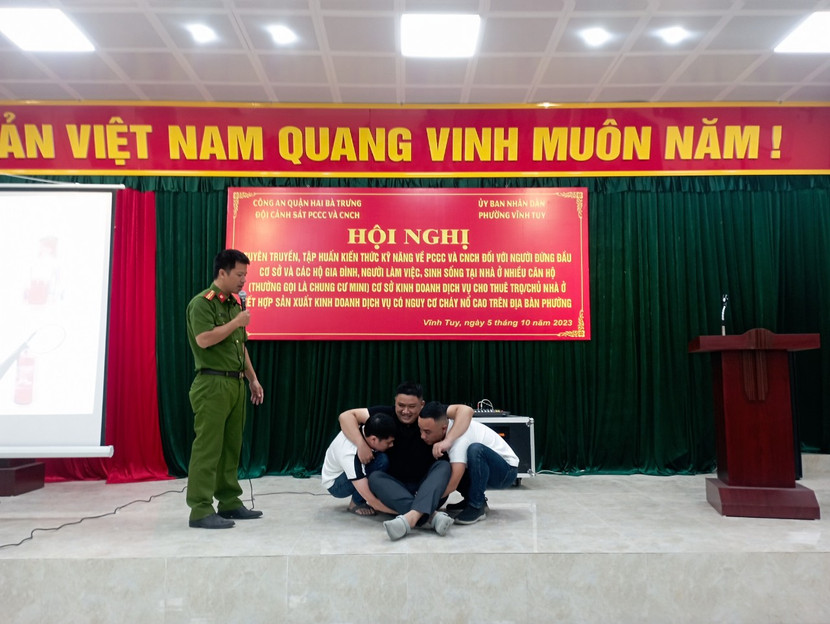 ẢN VIỆT NAM QUANG VINH MUÔN NĂM !
CÔNG AN QUẬN HAI BÀ TRƯNG
ĐỘI CẢNH SÁT PCCC VÀ CNCH
ỦY BAN NHÂN DÂN
PHƯỜNG VĨNH TUY
HỘI NGHỊ
UYÊN TRUYỀN, TẬP HUẤN KIẾN THỨC KỸ NĂNG VỀ PCCC VÀ CNCH ĐỐI VỚI NGƯỜI ĐỨNG ĐẦU
CƠ SỞ VÀ CÁC HỘ GIA ĐÌNH, NGƯỜI LÀM VIỆC, SINH SỐNG TẠI NHÀ Ở NHIỀU CĂN HỘ
(THƯỜNG GỌI LÀ CHUNG CƯ MINI) CƠ SỞ KINH DOANH DỊCH VỤ CHO THUÊ TRỌ/CHỦ NHÀ Ở
ẾT HỢP SẢN XUẤT KINH DOANH DỊCH VỤ CÓ NGUY CƠ CHÁY NỔ CAO TRÊN ĐỊA BÀN PHƯỜNG
Vĩnh Tuy, ngày 5 tháng 10 năm 2023